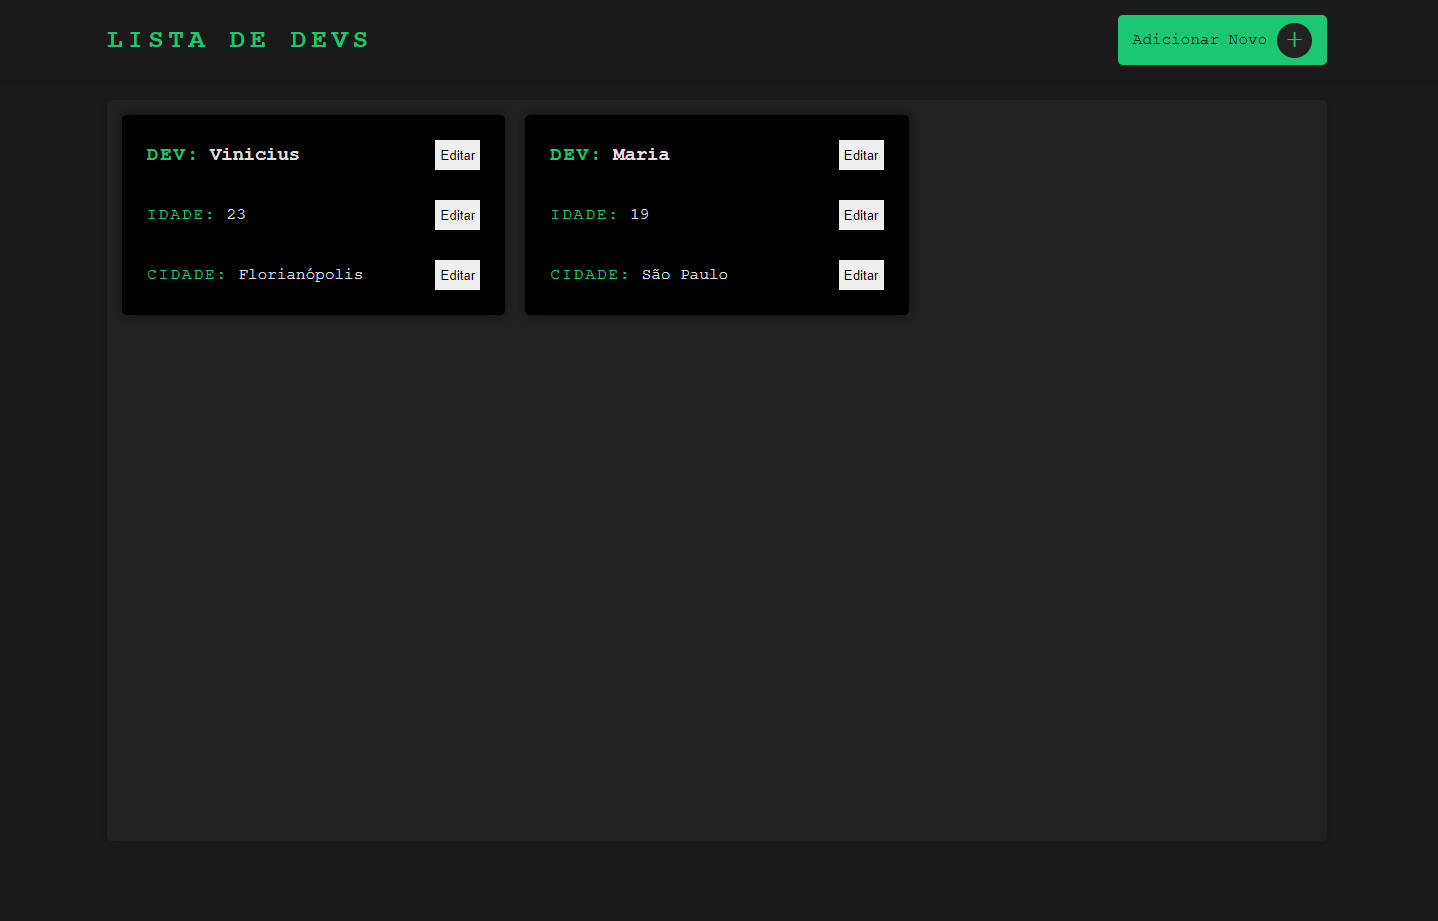 LISTA DE DEVS
Adicionar Novo +
DEV: Vinicius Editar
IDADE: 23 Editar
CIDADE: Florianópolis Editar
DEV: Maria Editar
IDADE: 19 Editar
CIDADE: São Paulo Editar